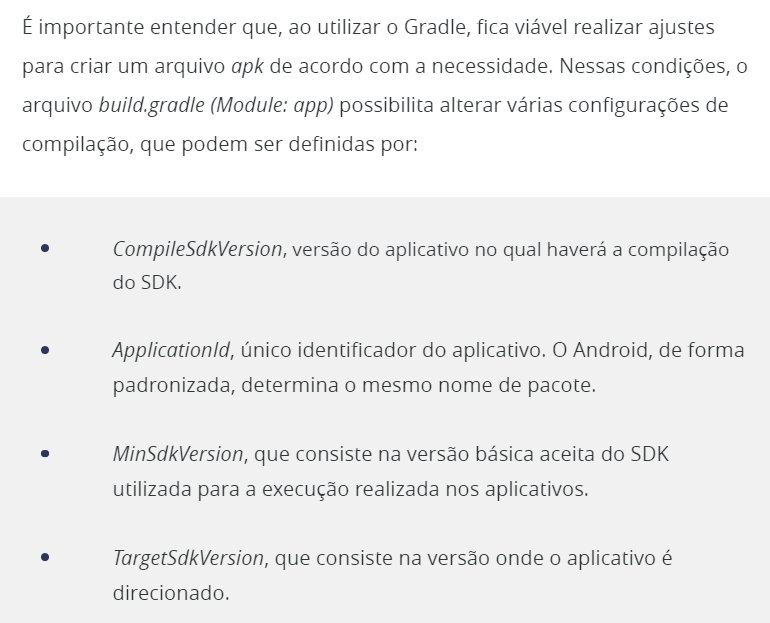 É importante entender que, ao utilizar o Gradle, fica viável realizar ajustes
para criar um arquivo apk de acordo com a necessidade. Nessas condições, o
arquivo build.gradle (Module: app) possibilita alterar várias configurações de
compilação, que podem ser definidas por:
• CompileSdkVersion, versão do aplicativo no qual haverá a compilação
do SDK.
• ApplicationId, único identificador do aplicativo. O Android, de forma
padronizada, determina o mesmo nome de pacote.
• MinSdkVersion, que consiste na versão básica aceita do SDK
utilizada para a execução realizada nos aplicativos.
• TargetSdkVersion, que consiste na versão onde o aplicativo é
direcionado.